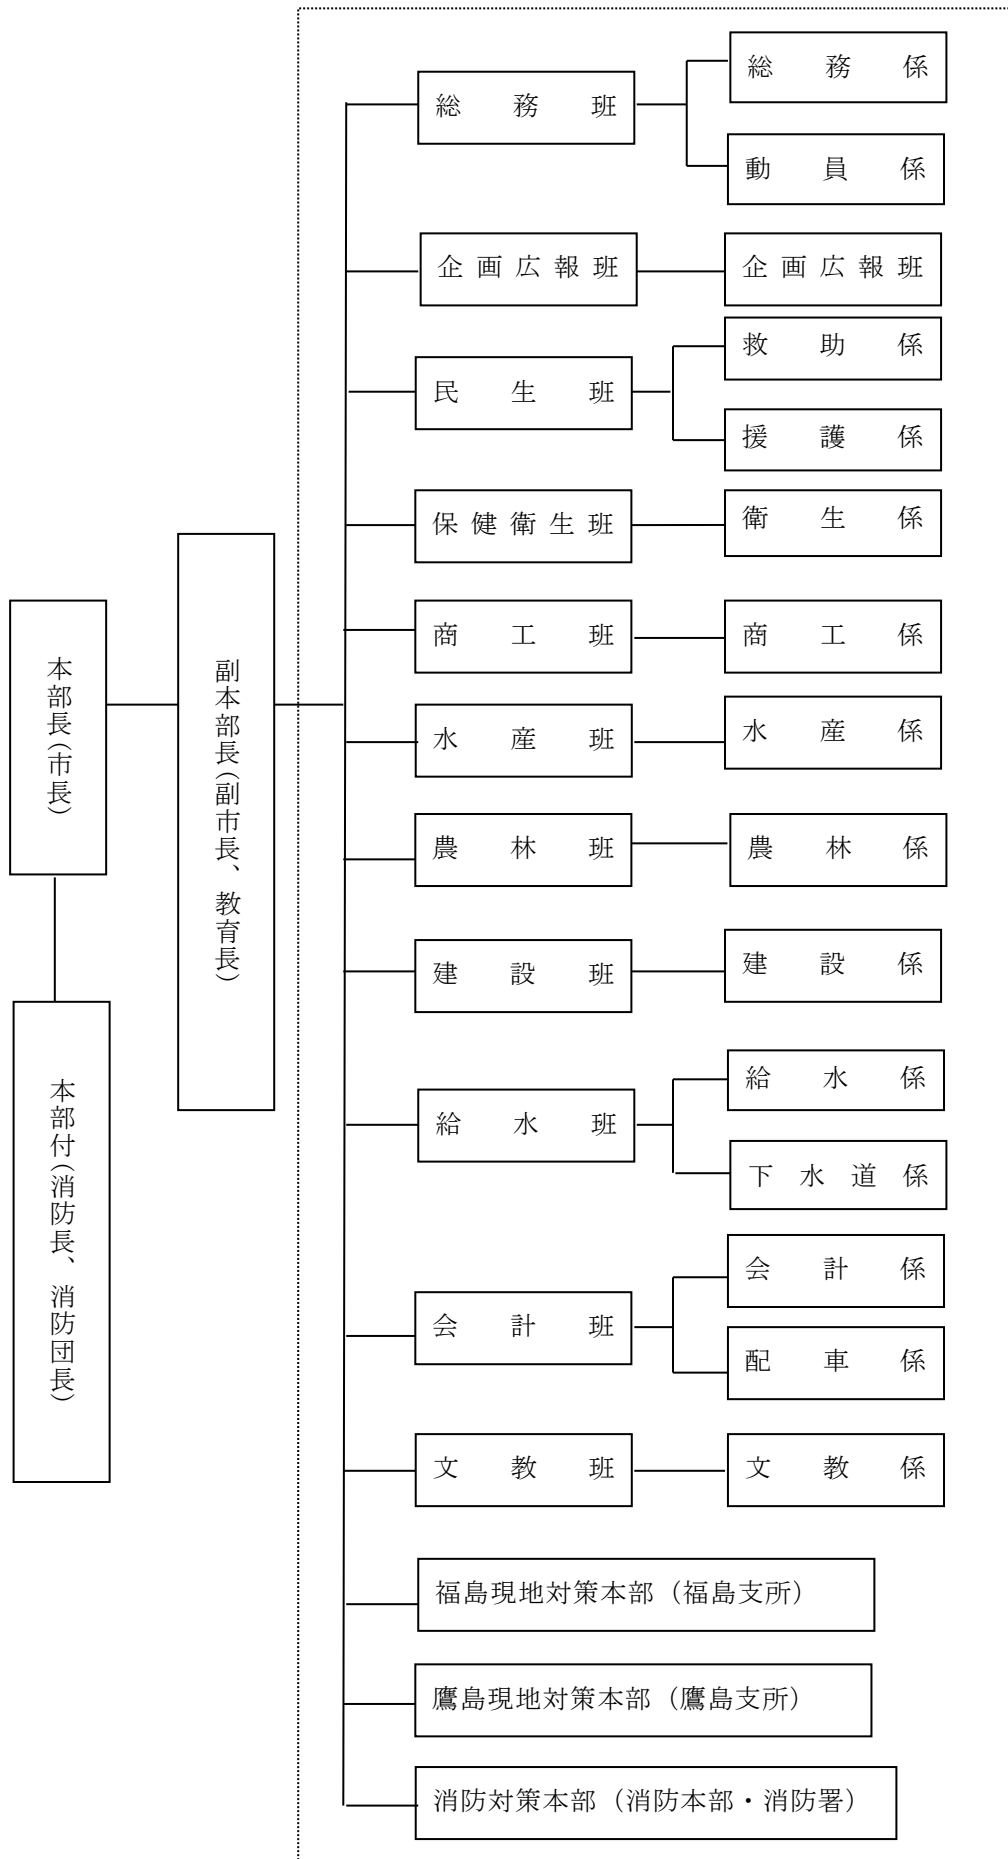 本部長(市長)
本部付(消防長、消防団長)
副本部長(副市長、教育長)
総務班
総務係
動員係
企画広報班
企画広報班
民生班
救助係
援護係
保健衛生班
衛生係
商工班
商工係
水産班
水産係
農林班
農林係
建設班
建設係
給水班
給水係
下水道係
会計班
会計係
配車係
文教班
文教係
福島現地対策本部（福島支所）
鷹島現地対策本部（鷹島支所）
消防対策本部（消防本部・消防署）